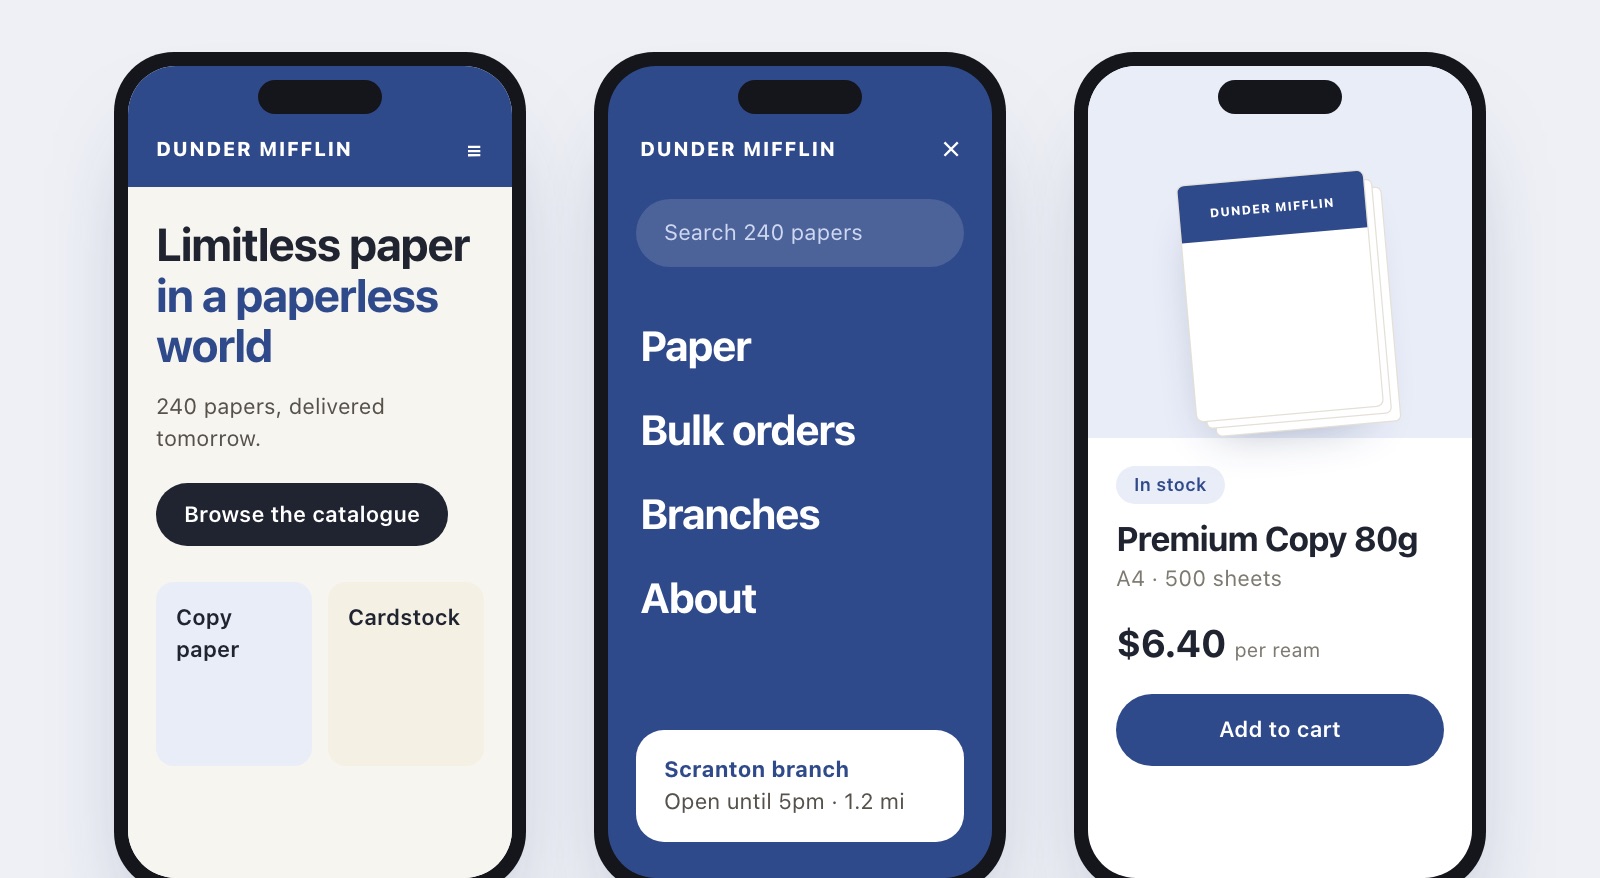 DUNDER MIFFLIN
Limitless paper
in a paperless
world
240 papers, delivered
tomorrow.
Browse the catalogue
Copy
paper
Cardstock
DUNDER MIFFLIN
Search 240 papers
Paper
Bulk orders
Branches
About
Scranton branch
Open until 5pm · 1.2 mi
DUNDER MIFFLIN
In stock
Premium Copy 80g
A4 · 500 sheets
$6.40 per ream
Add to cart